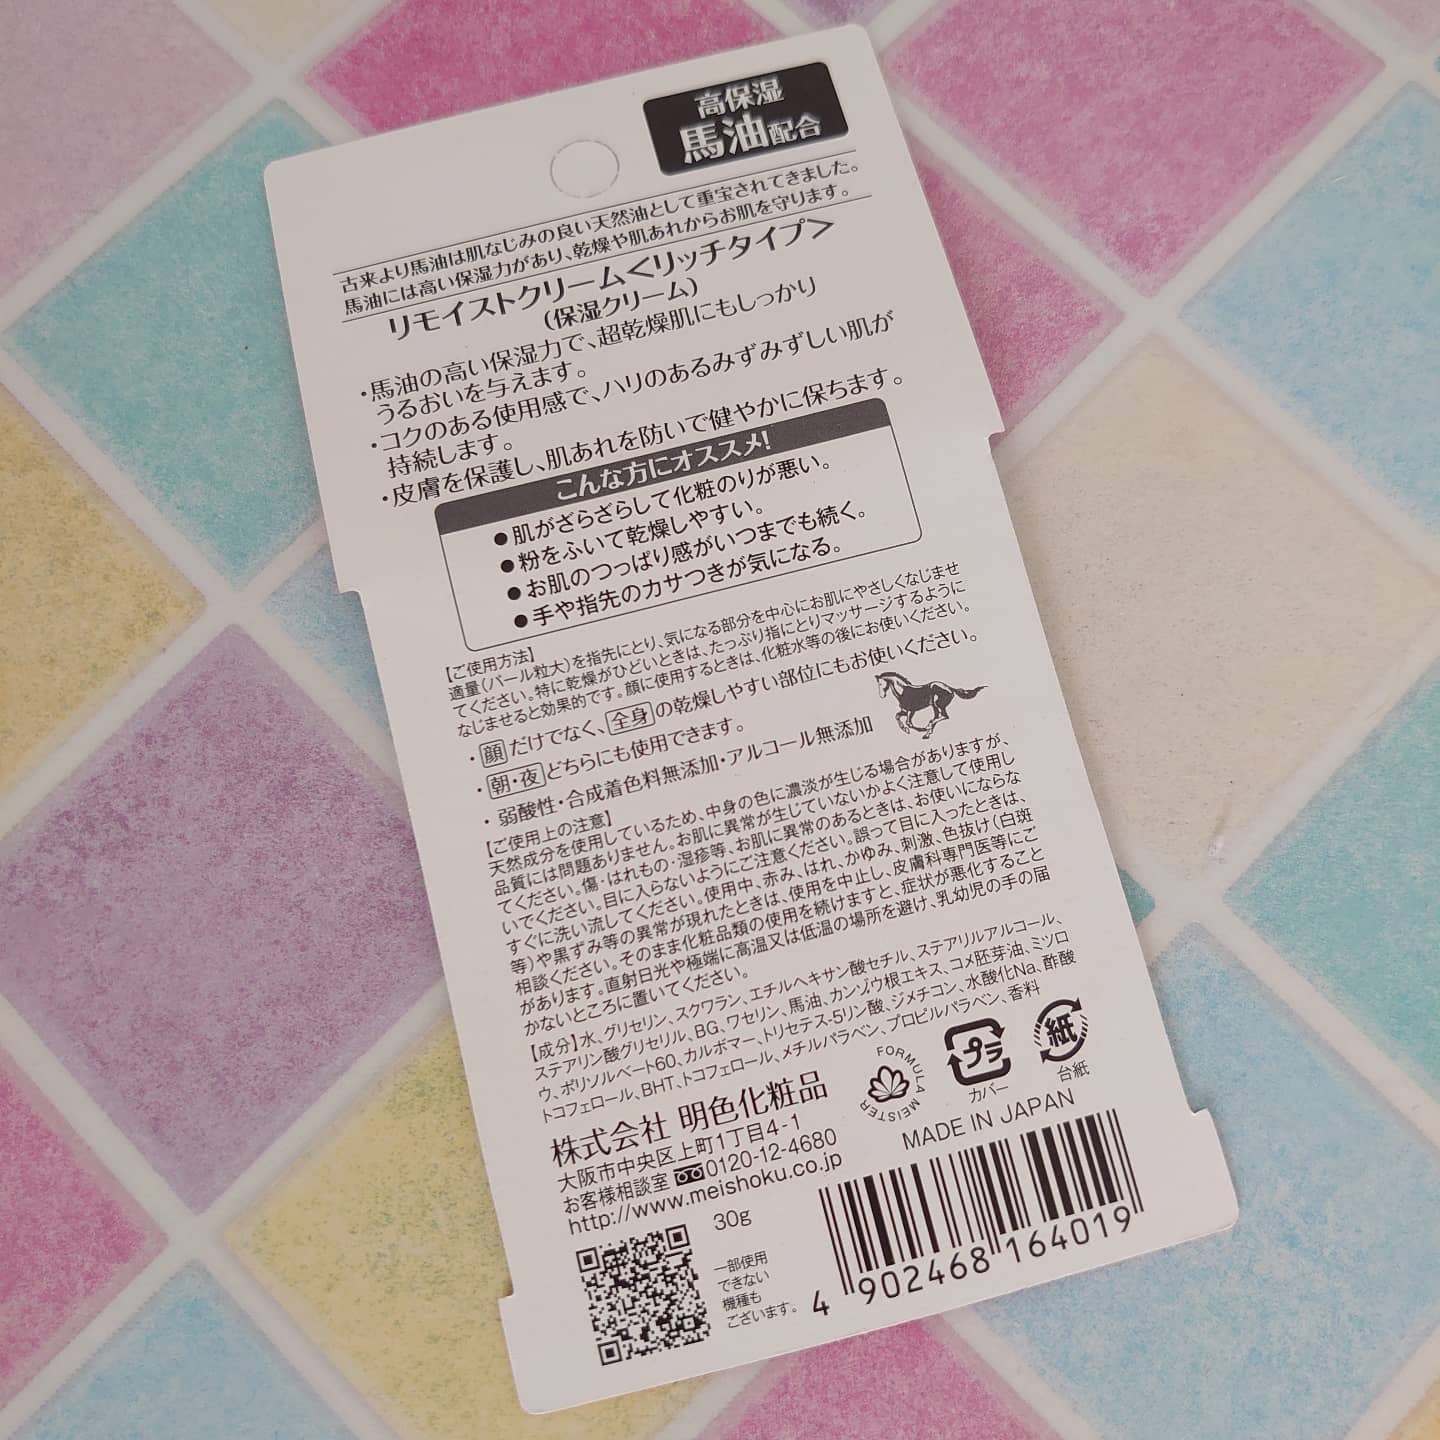 高保湿
馬油配合
古来より馬油は肌なじみの良い天然油として重宝されてきました。
馬油には高い保湿力があり、乾燥や肌あれからお肌を守ります。
リモイストクリーム<リッチタイプ>
(保湿クリーム)
・馬油の高い保湿力で、超乾燥肌にもしっかり
うるおいを与えます。
・コクのある使用感で、ハリのあるみずみずしい肌が
持続します。
・皮膚を保護し、肌あれを防いで健やかに保ちます。
こんな方にオススメ!
●肌がざらざらして化粧のりが悪い。
●粉をふいて乾燥しやすい。
●お肌のつっぱり感がいつまでも続く。
●手や指先のカサつきが気になる。
【ご使用方法】
適量(パール粒大)を指先にとり、気になる部分を中心にお肌にやさしくなじませ
てください。特に乾燥がひどいときは、たっぷり指にとりマッサージするように
なじませると効果的です。顔に使用するときは、化粧水等の後にお使いください。
・顔だけでなく、全身の乾燥しやすい部位にもお使いください。
・朝・夜どちらにも使用できます。
・弱酸性・合成着色料無添加・アルコール無添加
【ご使用上の注意】
天然成分を使用しているため、中身の色に濃淡が生じる場合がありますが、
品質には問題ありません。お肌に異常が生じていないかよく注意して使用し
てください。傷・はれもの・湿疹等、お肌に異常のあるときは、お使いにならな
いでください。目に入らないようにご注意ください。誤って目に入ったときは、
すぐに洗い流してください。使用中、赤み、はれ、かゆみ、刺激、色抜け(白斑
等)や黒ずみ等の異常が現れたときは、使用を中止し、皮膚科専門医等にご
相談ください。そのまま化粧品類の使用を続けますと、症状が悪化すること
があります。直射日光や極端に高温又は低温の場所を避け、乳幼児の手の届
かないところに置いてください。
【成分】水、グリセリン、スクワラン、エチルヘキサン酸セチル、ステアリルアルコール、
ステアリン酸グリセリル、BG、ワセリン、馬油、カンゾウ根エキス、コメ胚芽油、ミツロ
ウ、ポリソルベート60、カルボマー、トリセテス-5リン酸、ジメチコン、水酸化Na、酢酸
トコフェロール、BHT、トコフェロール、メチルパラベン、プロピルパラベン、香料
株式会社 明色化粧品
大阪市中央区上町1丁目4-1
お客様相談室 0120-12-4680
http://www.meishoku.co.jp
FORMULA MEISTER
プラ
カバー
紙
台紙
MADE IN JAPAN
30g
一部使用
できない
機種も
ございます。
4 902468 164019